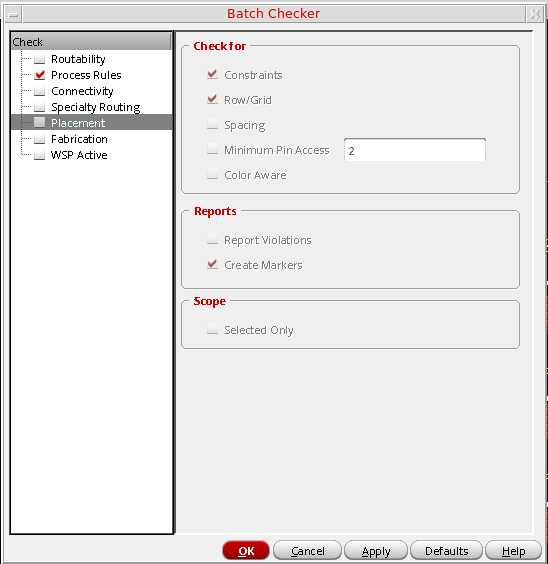 Batch Checker
Check
Routability
Process Rules
Connectivity
Specialty Routing
Placement
Fabrication
WSP Active
Check for
Constraints
Row/Grid
Spacing
Minimum Pin Access 2
Color Aware
Reports
Report Violations
Create Markers
Scope
Selected Only
OK Cancel Apply Defaults Help